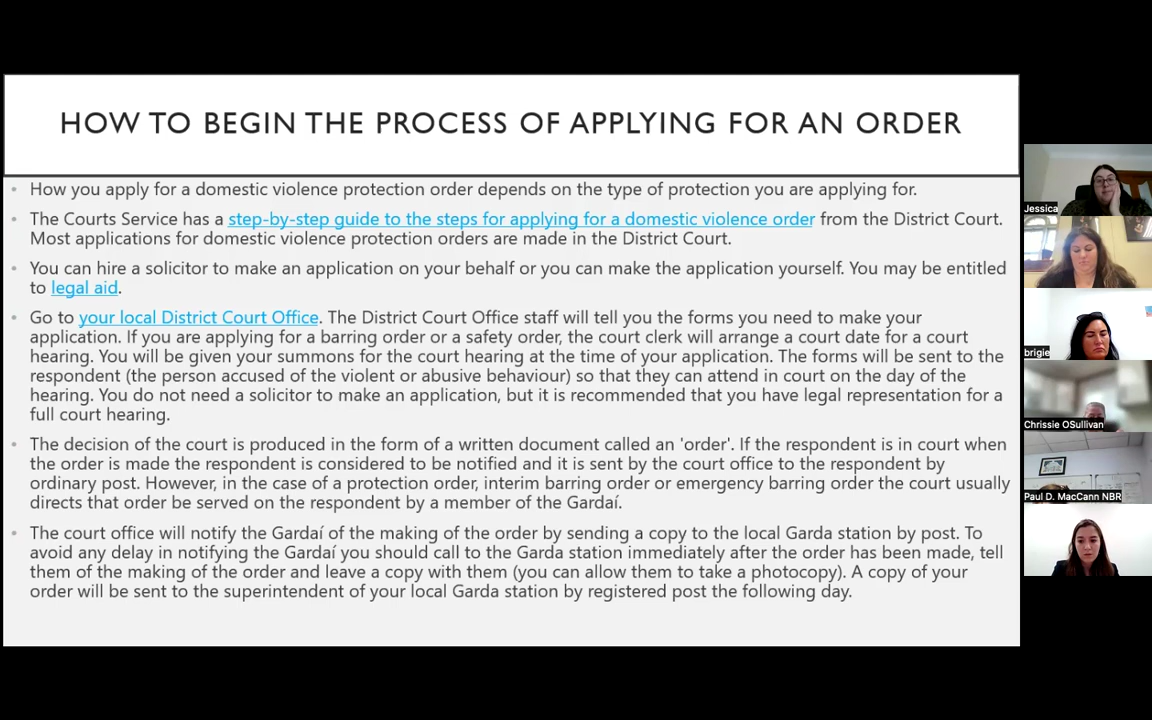 HOW TO BEGIN THE PROCESS OF APPLYING FOR AN ORDER
• How you apply for a domestic violence protection order depends on the type of protection you are applying for.
• The Courts Service has a step-by-step guide to the steps for applying for a domestic violence order from the District Court.
Most applications for domestic violence protection orders are made in the District Court.
• You can hire a solicitor to make an application on your behalf or you can make the application yourself. You may be entitled
to legal aid.
• Go to your local District Court Office. The District Court Office staff will tell you the forms you need to make your
application. If you are applying for a barring order or a safety order, the court clerk will arrange a court date for a court
hearing. You will be given your summons for the court hearing at the time of your application. The forms will be sent to the
respondent (the person accused of the violent or abusive behaviour) so that they can attend in court on the day of the
hearing. You do not need a solicitor to make an application, but it is recommended that you have legal representation for a
full court hearing.
• The decision of the court is produced in the form of a written document called an 'order'. If the respondent is in court when
the order is made the respondent is considered to be notified and it is sent by the court office to the respondent by
ordinary post. However, in the case of a protection order, interim barring order or emergency barring order the court usually
directs that order be served on the respondent by a member of the Gardaí.
• The court office will notify the Gardaí of the making of the order by sending a copy to the local Garda station by post. To
avoid any delay in notifying the Gardaí you should call to the Garda station immediately after the order has been made, tell
them of the making of the order and leave a copy with them (you can allow them to take a photocopy). A copy of your
order will be sent to the superintendent of your local Garda station by registered post the following day.
Jessica
brigie
Chrissie OSullivan
Paul D. MacCann NBR